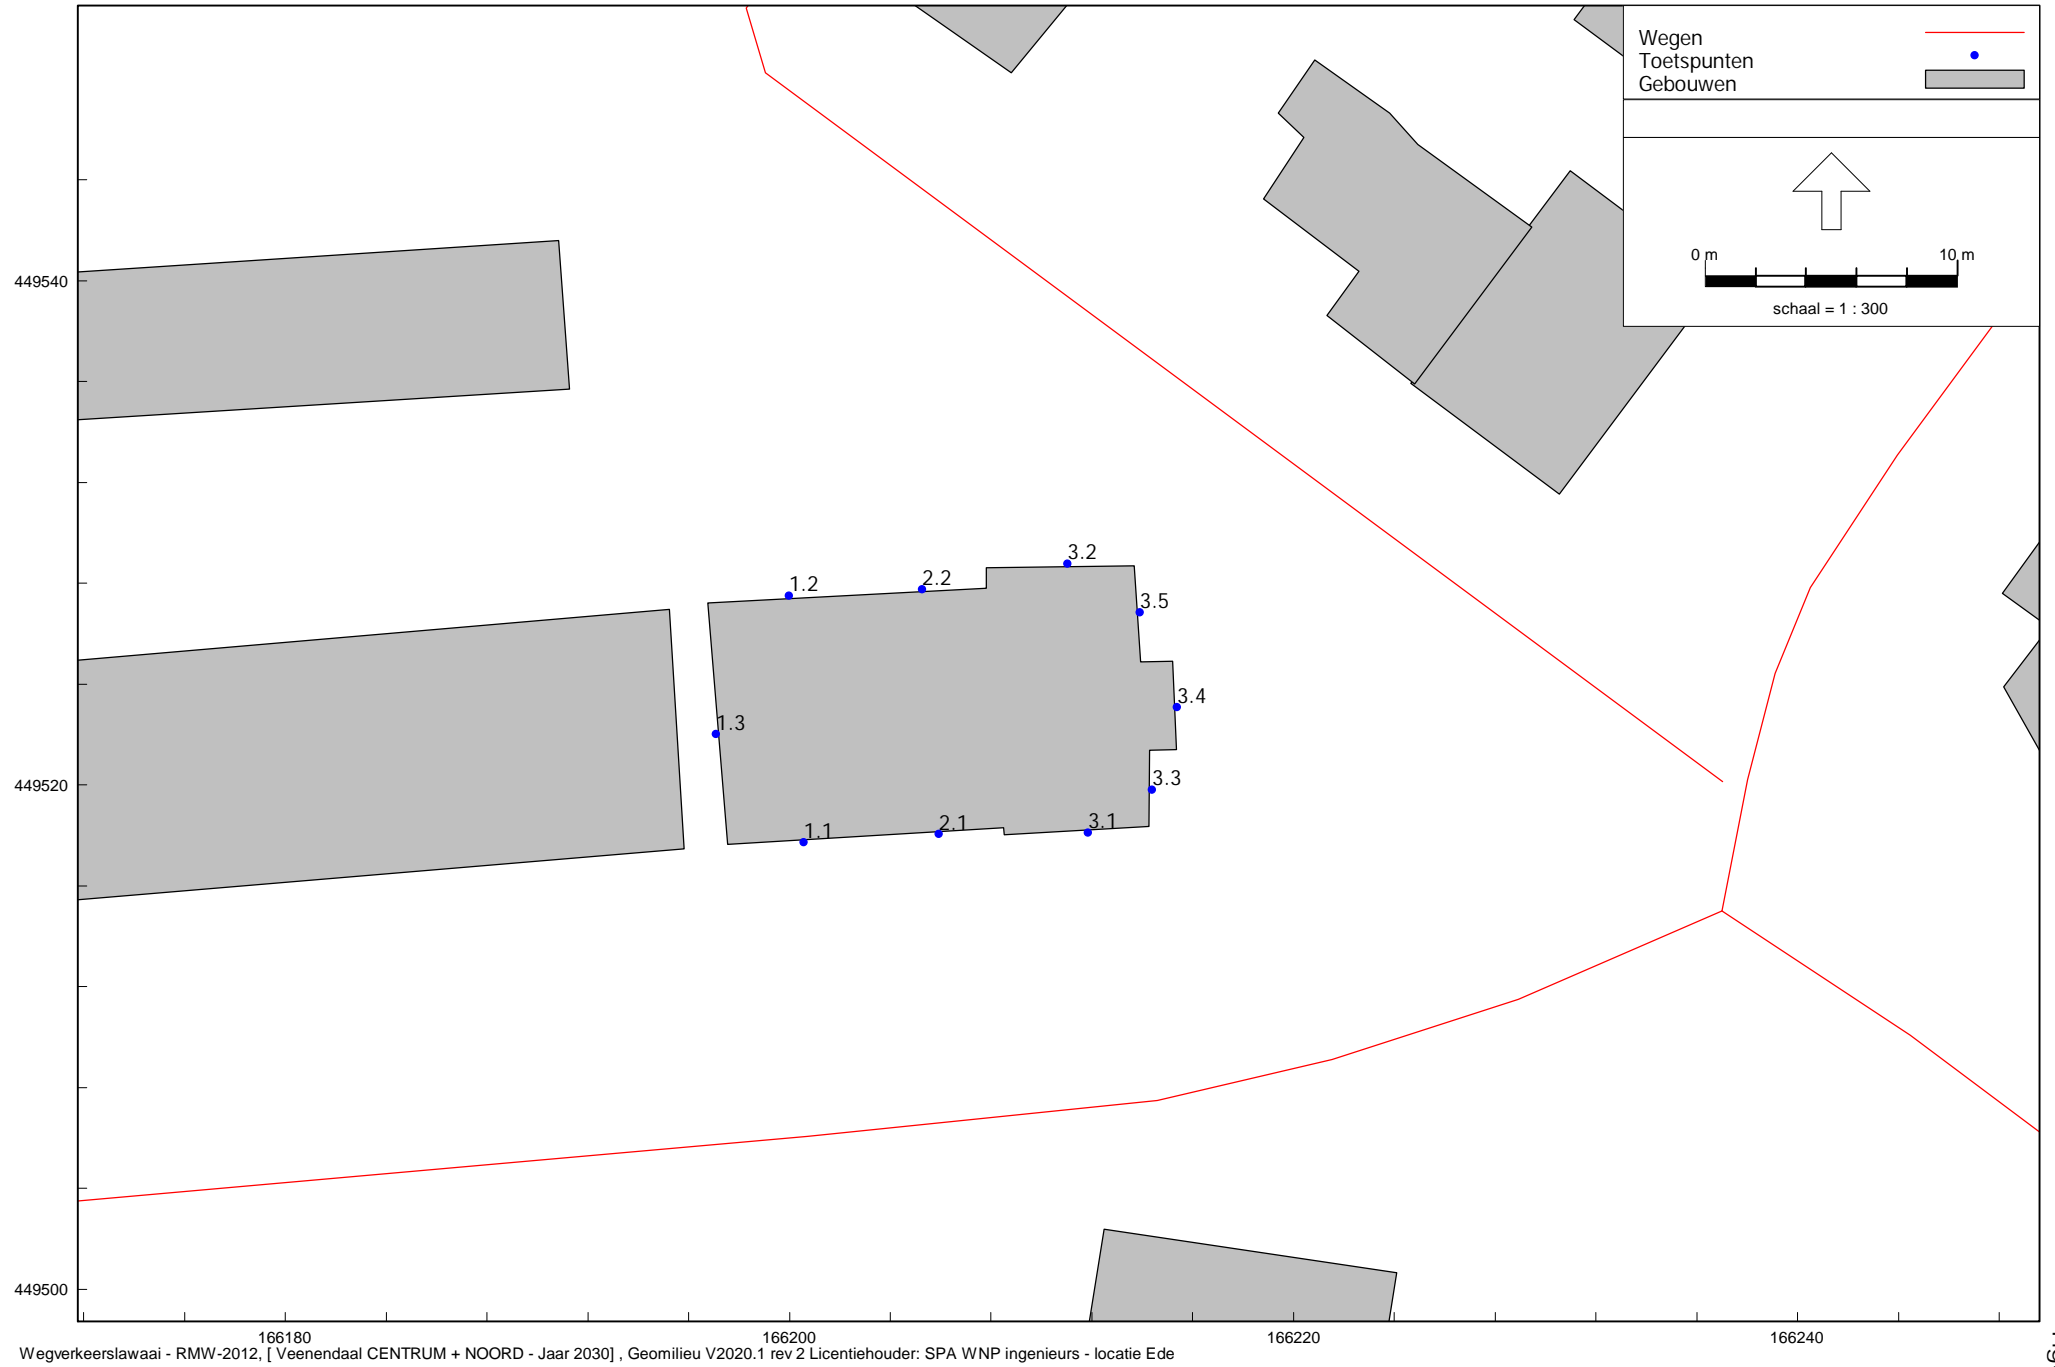 Wegen
Toetspunten
Gebouwen
0 m 10 m
schaal = 1 : 300
449540
449520
449500
3.2
1.2
2.2
3.5
3.4
1.3
3.3
1.1
2.1
3.1
166180 166200 166220 166240
Wegverkeerslawaai - RMW-2012, [ Veenendaal CENTRUM + NOORD - Jaar 2030] , Geomilieu V2020.1 rev 2 Licentiehouder: SPA WNP ingenieurs - locatie Ede